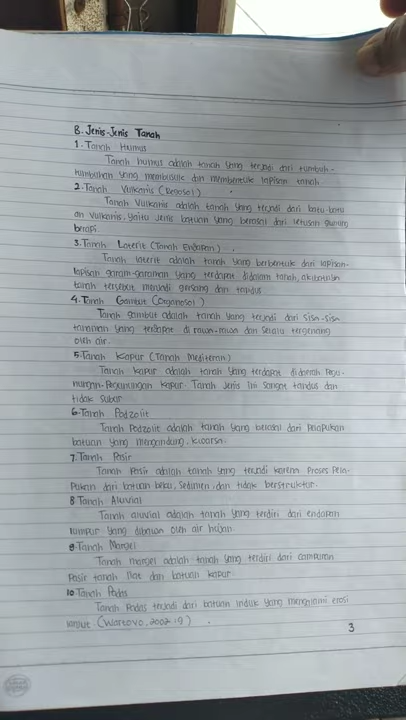 B. Jenis-Jenis Tanah
1. Tanah Humus
Tanah humus adalah tanah yang terjadi dari tumbuh-
tumbuhan yang membusuk dan membentuk lapisan tanah.
2. Tanah Vulkanis (Regosol)
Tanah Vulkanis adalah tanah yang terjadi dari batu-batu
an vulkanis. yaitu jenis batuan yang berasal dari letusan gunung
berapi.
3. Tanah Laterit (Tanah Endapan)
Tanah laterit adalah tanah yang berbentuk dari lapisan-
lapisan garam-garaman yang terdapat didalam tanah, akibatnya
tanah tersebut menjadi gersang dan tandus
4. Tanah Gambut (Organosol)
Tanah gambut adalah tanah yang terjadi dari sisa-sisa
tanaman yang terdapat di rawa-rawa dan selalu tergenang
oleh air.
5. Tanah Kapur (Tanah Mediteran)
Tanah kapur adalah tanah yang terdapat didaerah Pegu-
nungan-Pegunungan kapur. Tanah Jenis ini sangat tandus dan
tidak subur
6. Tanah Podzolit
Tanah Podzolit adalah tanah yang berasal dari Pelapukan
batuan yang mengandung kwarsa.
7. Tanah Pasir
Tanah Pasir adalah tanah yang terjadi karena Proses Pela-
Pukan dari batuan beku, Sedimen, dan tidak berstruktur.
8 Tanah Aluvial
Tanah aluvial adalah tanah yang terdiri dari endapan
lumpur yang dibawa oleh air hujan.
9. Tanah Margel
Tanah margel adalah tanah yang terdiri dari campuran
Pasir tanah liat dan batuan kapur.
10 Tanah Padas
Tanah Padas terjadi dari batuan induk yang mengalami erosi
lanjut. (Wartovo, 2002 : 9)
3